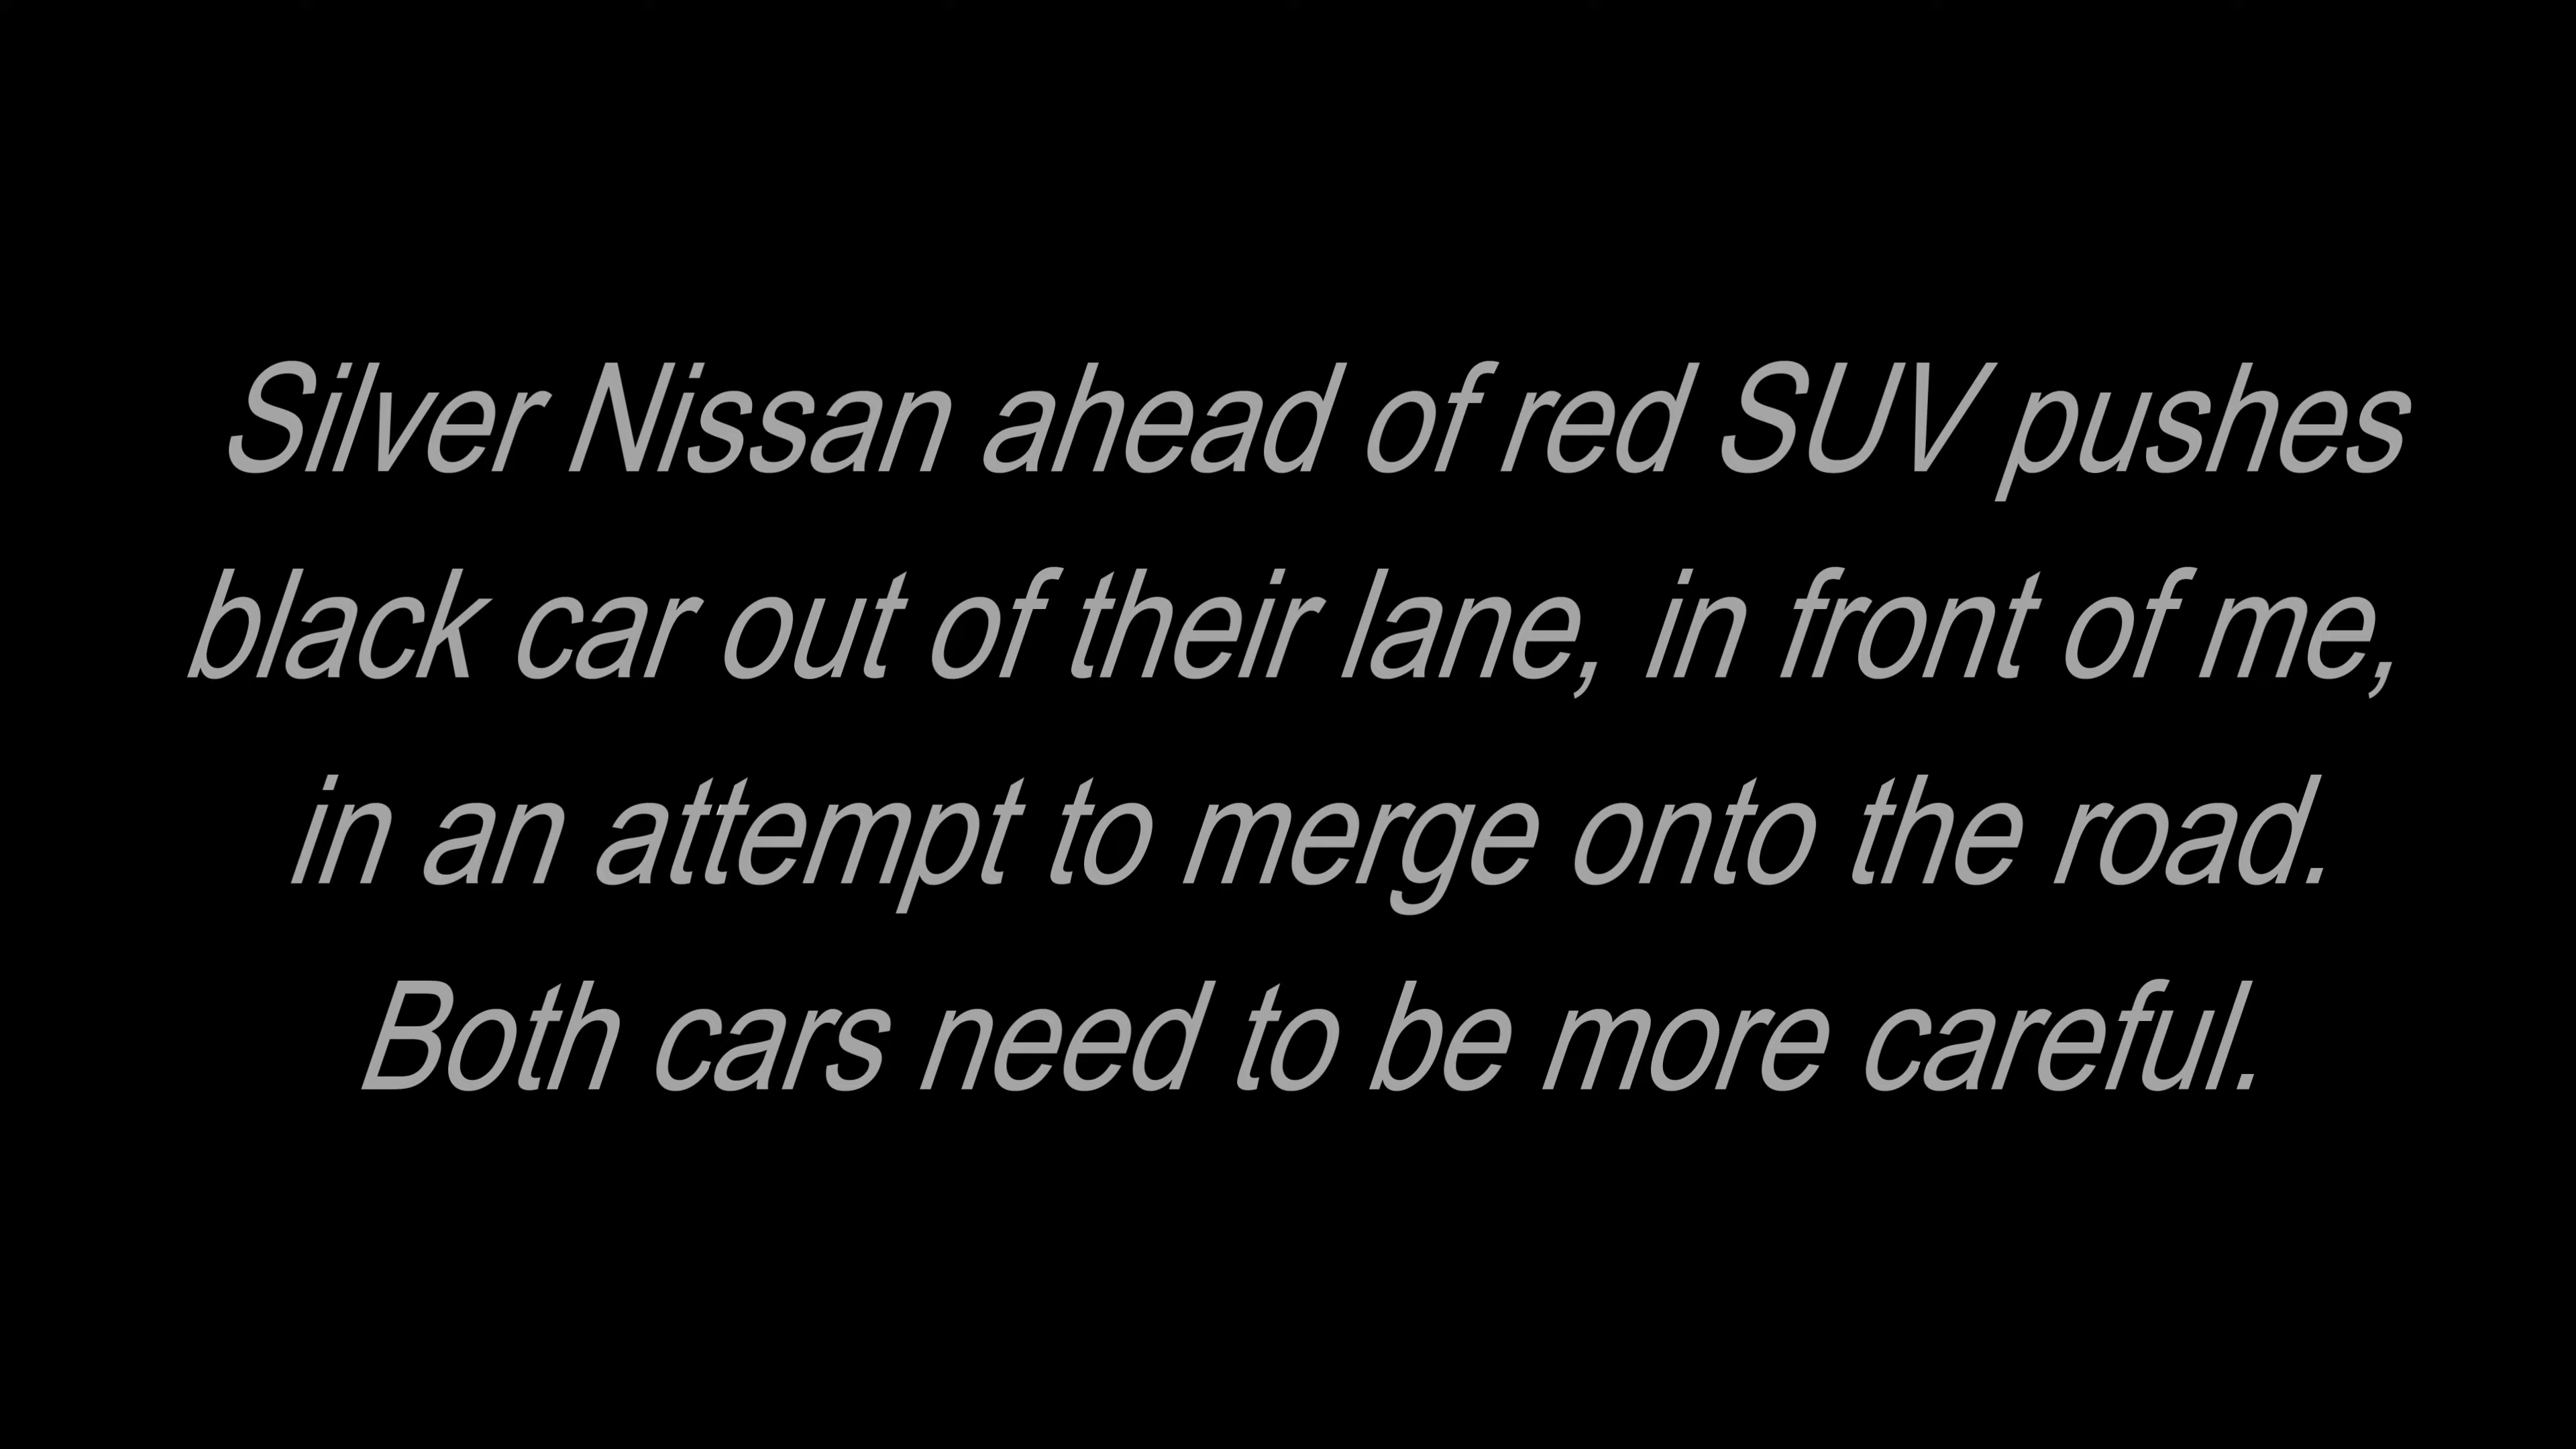 Silver Nissan ahead of red SUV pushes
black car out of their lane, in front of me,
in an attempt to merge onto the road.
Both cars need to be more careful.